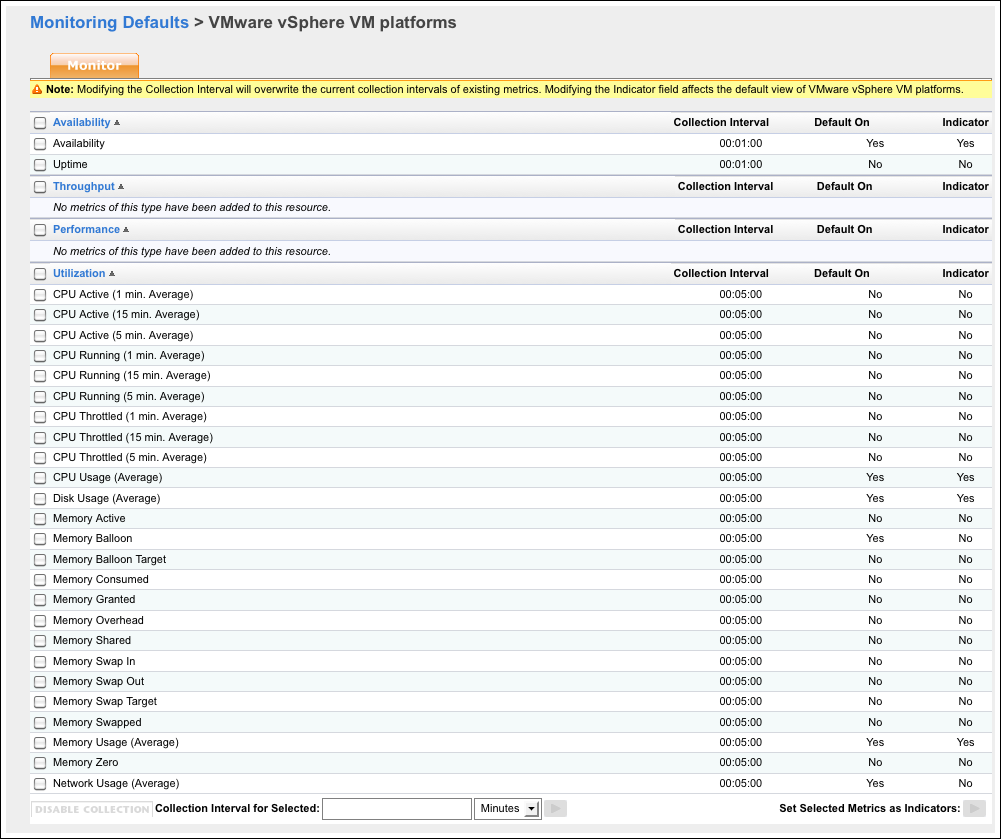 Monitoring Defaults > VMware vSphere VM platforms
Monitor
Note: Modifying the Collection Interval will overwrite the current collection intervals of existing metrics. Modifying the Indicator field affects the default view of VMware vSphere VM platforms.
Availability Collection Interval Default On Indicator
Availability 00:01:00 Yes Yes
Uptime 00:01:00 No No
Throughput Collection Interval Default On Indicator
No metrics of this type have been added to this resource.
Performance Collection Interval Default On Indicator
No metrics of this type have been added to this resource.
Utilization Collection Interval Default On Indicator
CPU Active (1 min. Average) 00:05:00 No No
CPU Active (15 min. Average) 00:05:00 No No
CPU Active (5 min. Average) 00:05:00 No No
CPU Running (1 min. Average) 00:05:00 No No
CPU Running (15 min. Average) 00:05:00 No No
CPU Running (5 min. Average) 00:05:00 No No
CPU Throttled (1 min. Average) 00:05:00 No No
CPU Throttled (15 min. Average) 00:05:00 No No
CPU Throttled (5 min. Average) 00:05:00 No No
CPU Usage (Average) 00:05:00 Yes Yes
Disk Usage (Average) 00:05:00 Yes Yes
Memory Active 00:05:00 No No
Memory Balloon 00:05:00 Yes No
Memory Balloon Target 00:05:00 No No
Memory Consumed 00:05:00 No No
Memory Granted 00:05:00 No No
Memory Overhead 00:05:00 No No
Memory Shared 00:05:00 No No
Memory Swap In 00:05:00 No No
Memory Swap Out 00:05:00 No No
Memory Swap Target 00:05:00 No No
Memory Swapped 00:05:00 No No
Memory Usage (Average) 00:05:00 Yes Yes
Memory Zero 00:05:00 No No
Network Usage (Average) 00:05:00 Yes No
DISABLE COLLECTION Collection Interval for Selected: Minutes Set Selected Metrics as Indicators: